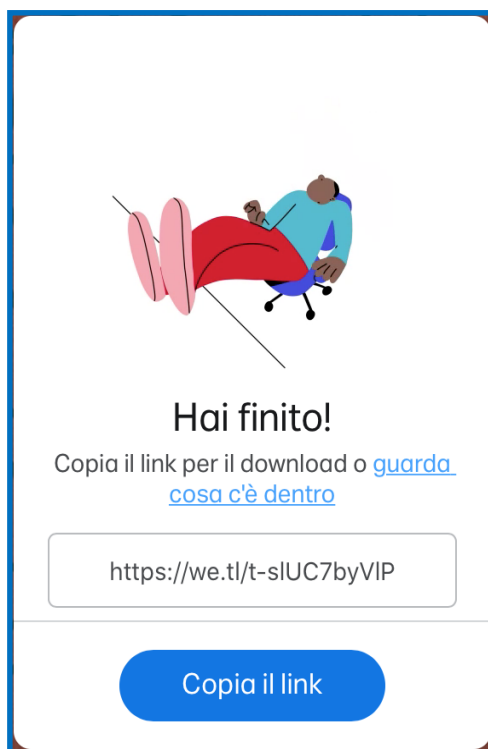 Hai finito!
Copia il link per il download o guarda
cosa c'è dentro
https://we.tl/t-slUC7byVlP
Copia il link